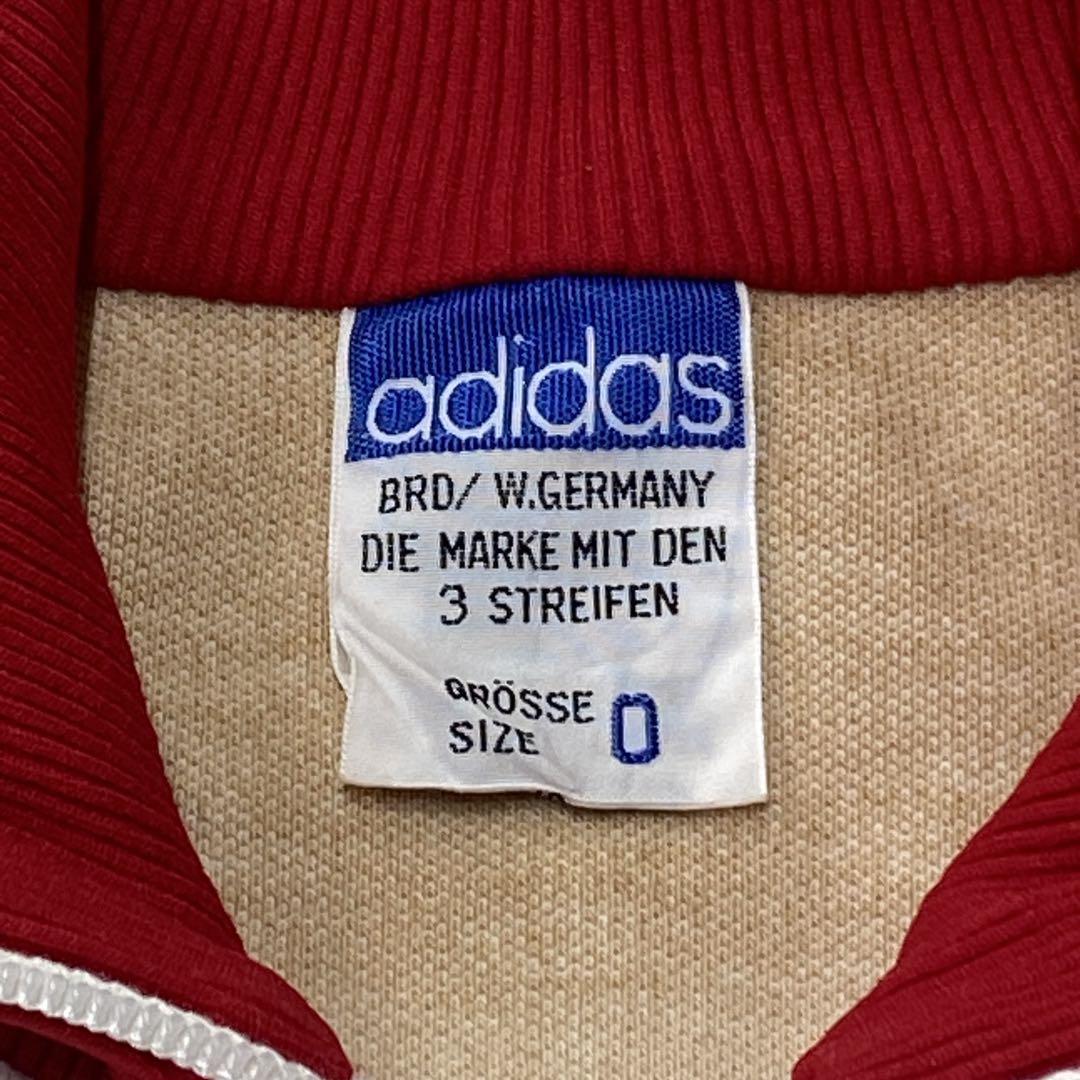 adidas
BRD/ W.GERMANY
DIE MARKE MIT DEN
3 STREIFEN
GRÖSSE
SIZE 0